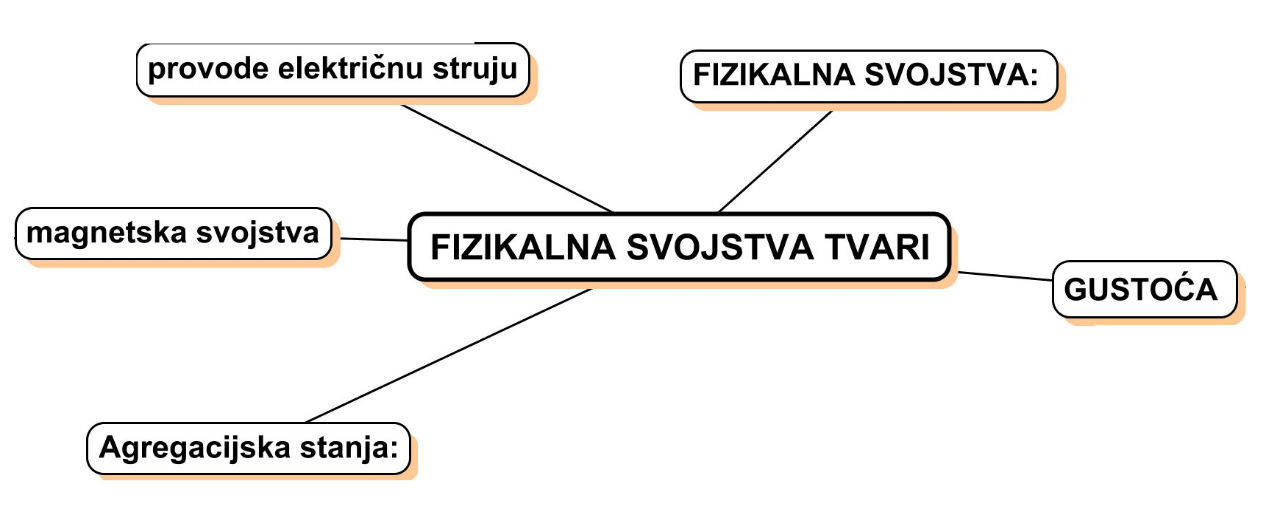 provode električnu struju
FIZIKALNA SVOJSTVA:
magnetska svojstva
FIZIKALNA SVOJSTVA TVARI
GUSTOĆA
Agregacijska stanja: